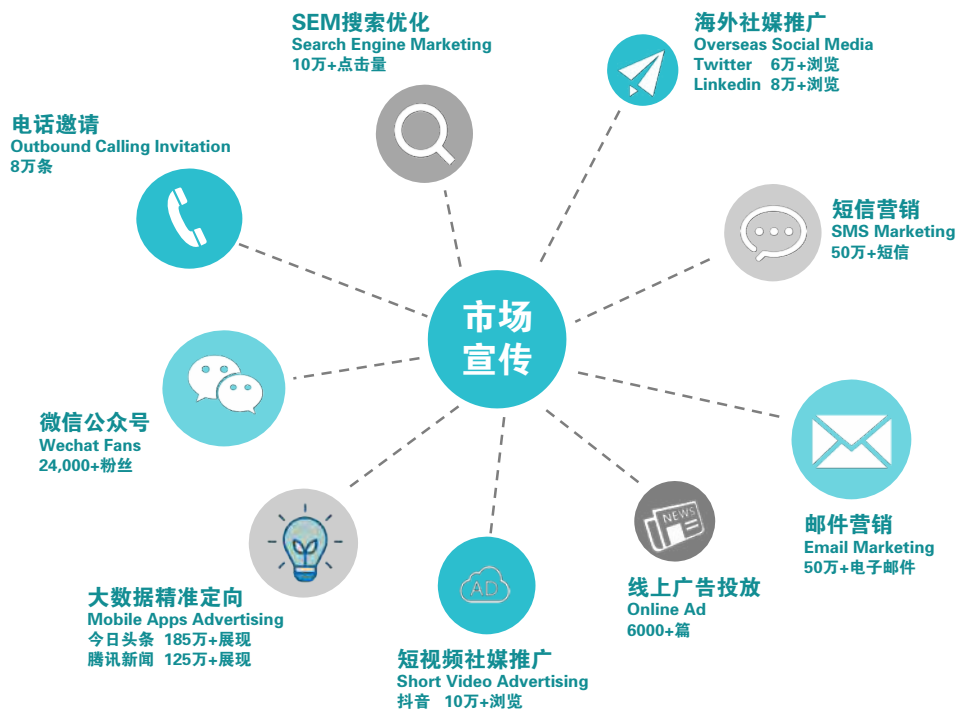 SEM搜索优化
Search Engine Marketing
10万+点击量
海外社媒推广
Overseas Social Media
Twitter 6万+浏览
Linkedin 8万+浏览
电话邀请
Outbound Calling Invitation
8万条
短信营销
SMS Marketing
50万+短信
市场
宣传
微信公众号
Wechat Fans
24,000+粉丝
邮件营销
Email Marketing
50万+电子邮件
NEWS
线上广告投放
Online Ad
6000+篇
大数据精准定向
Mobile Apps Advertising
今日头条 185万+展现
腾讯新闻 125万+展现
AD
短视频社媒推广
Short Video Advertising
抖音 10万+浏览